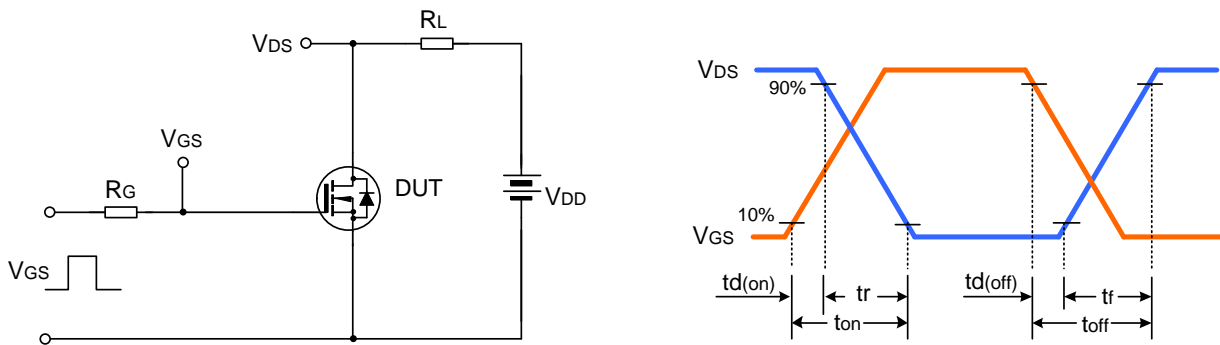 VDS
RL
VGS
RG
DUT
VDD
VGS
VDS
90%
10%
VGS
td(on)
tr
td(off)
tf
ton
toff